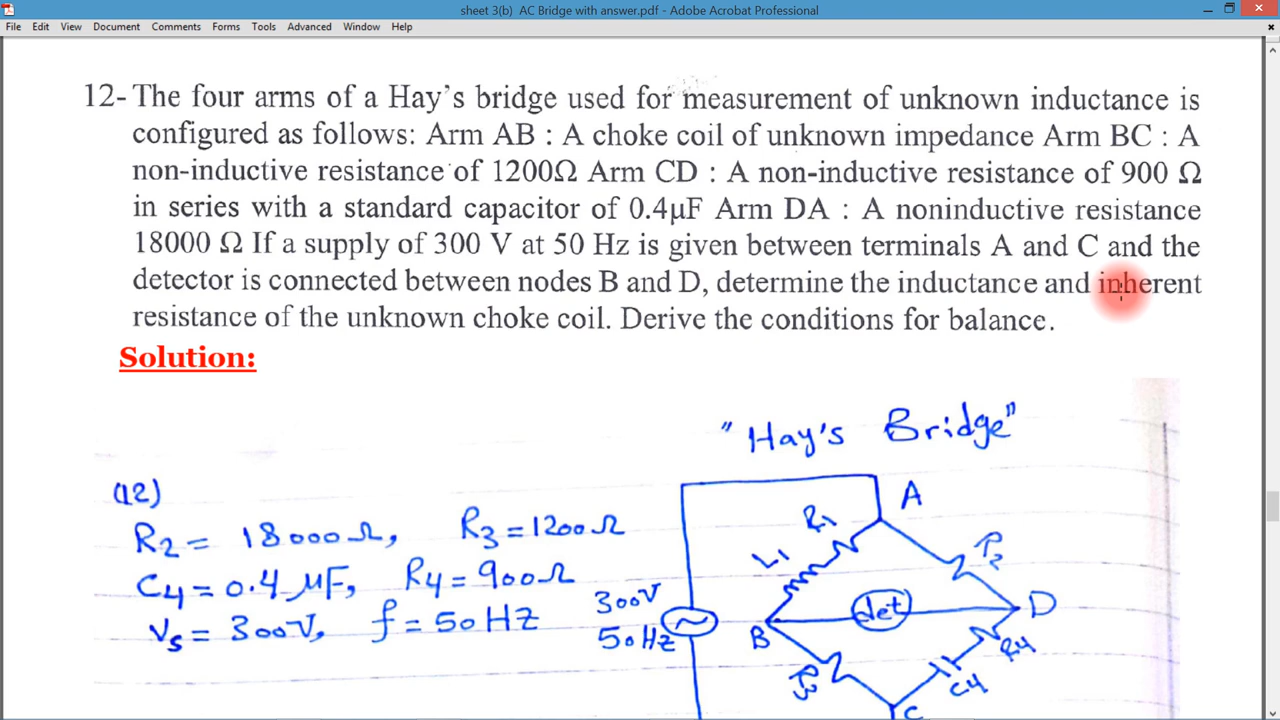 sheet 3(b) AC Bridge with answer.pdf - Adobe Acrobat Professional
File Edit View Document Comments Forms Tools Advanced Window Help
12- The four arms of a Hay's bridge used for measurement of unknown inductance is
configured as follows: Arm AB : A choke coil of unknown impedance Arm BC : A
non-inductive resistance of 1200Ω Arm CD : A non-inductive resistance of 900 Ω
in series with a standard capacitor of 0.4μF Arm DA : A noninductive resistance
18000 Ω If a supply of 300 V at 50 Hz is given between terminals A and C and the
detector is connected between nodes B and D, determine the inductance and inherent
resistance of the unknown choke coil. Derive the conditions for balance.
Solution:
"Hay's Bridge"
(12)
R2 = 18000Ω, R3 = 1200Ω
C4 = 0.4 μF, R4 = 900Ω
Vs = 300V, f = 50 HZ
300V
50Hz
A
R1
L1
R2
det
B
D
R3
C4
R4
C